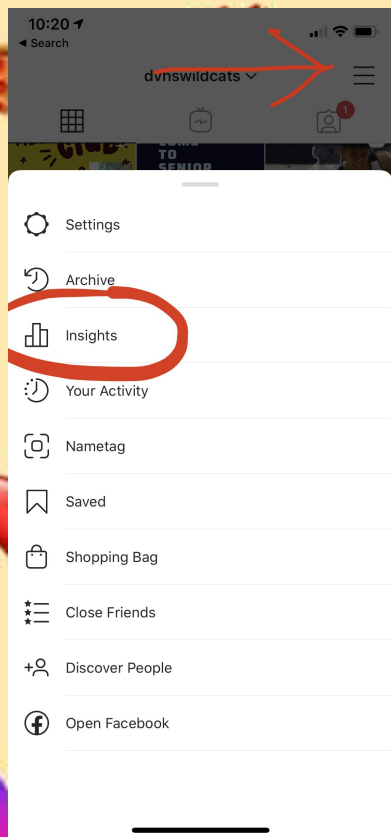 10:20
◄ Search
dvhswildcats
1
TO
SENIOR
Settings
Archive
Insights
Your Activity
Nametag
Saved
Shopping Bag
Close Friends
Discover People
Open Facebook